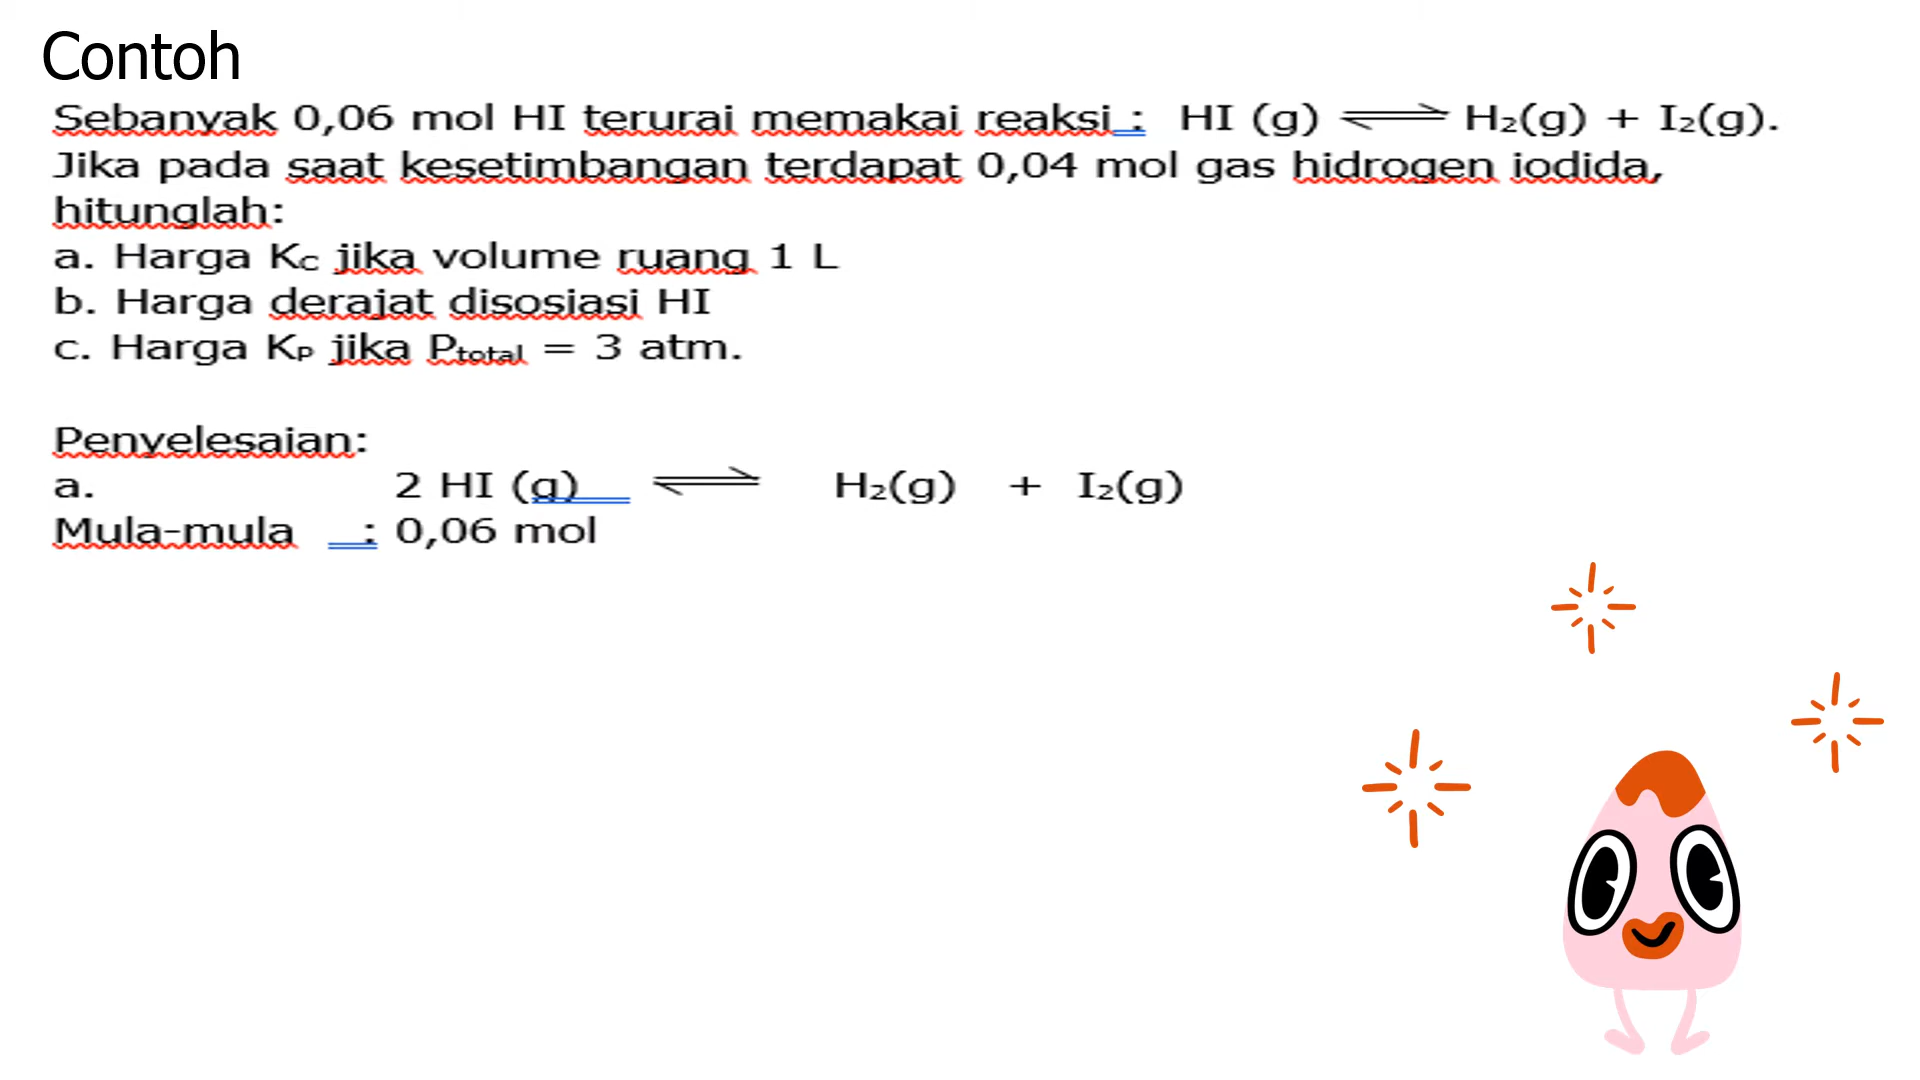 Contoh
Sebanyak 0,06 mol HI terurai memakai reaksi : HI (g) ⇌ H₂(g) + I₂(g).
Jika pada saat kesetimbangan terdapat 0,04 mol gas hidrogen iodida,
hitunglah:
a. Harga Kc jika volume ruang 1 L
b. Harga derajat disosiasi HI
c. Harga Kp jika Ptotal = 3 atm.
Penyelesaian:
a. 2 HI (g) ⇌ H₂(g) + I₂(g)
Mula-mula : 0,06 mol